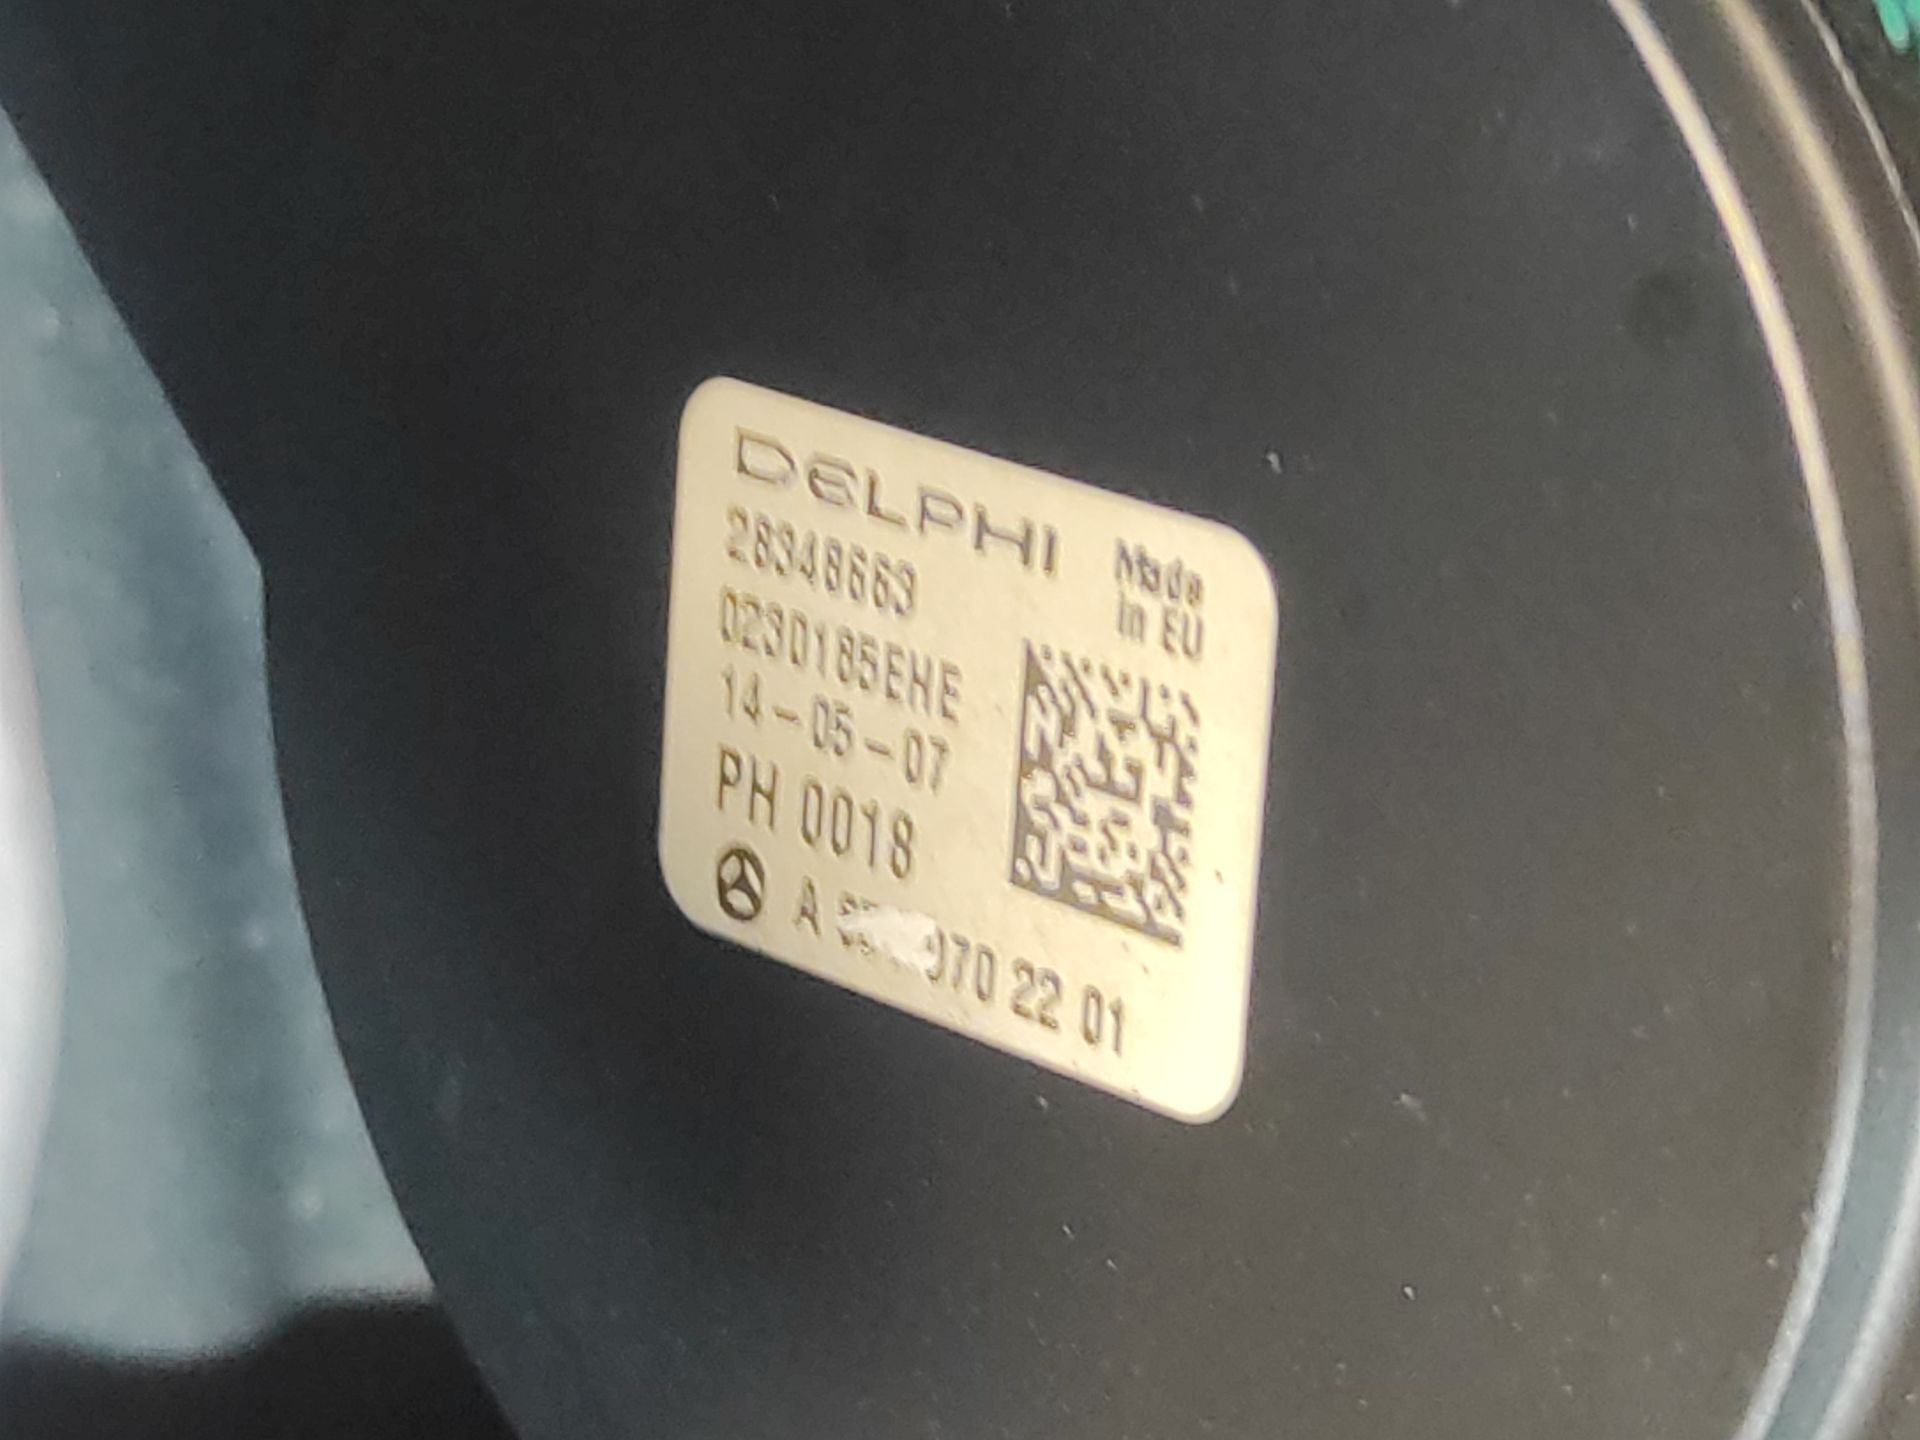 DELPHI
Made
in EU
28348663
0230185EHE
14-05-07
PH 0018
A 070 22 01